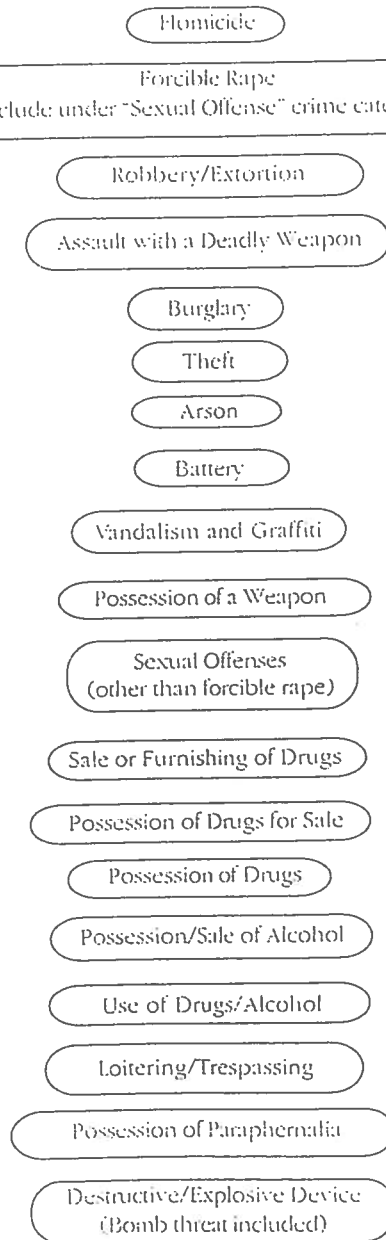 Homicide
Forcible Rape
clude under "Sexual Offense" crime cate
Robbery/Extortion
Assault with a Deadly Weapon
Burglary
Theft
Arson
Battery
Vandalism and Graffiti
Possession of a Weapon
Sexual Offenses
(other than forcible rape)
Sale or Furnishing of Drugs
Possession of Drugs for Sale
Possession of Drugs
Possession/Sale of Alcohol
Use of Drugs/Alcohol
Loitering/Trespassing
Possession of Paraphernalia
Destructive/Explosive Device
(Bomb threat included)